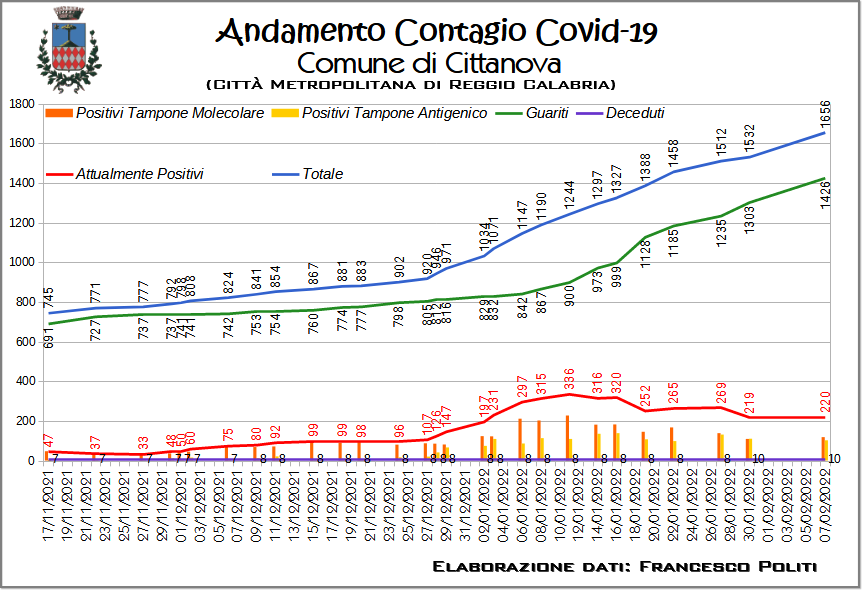 Andamento Contagio Covid-19
Comune di Cittanova
(Città Metropolitana di Reggio Calabria)
Positivi Tampone Molecolare Positivi Tampone Antigenico Guariti Deceduti
Attualmente Positivi Totale
1800
1600
1400
1200
1000
800
600
400
200
0
745 771 777 792 798 808 824 841 854 867 881 883 902 920 946 971 1034 1071 1147 1190 1244 1297 1327 1388 1458 1512 1532 1656
691 727 737 737 741 741 742 753 754 760 774 777 798 805 812 816 829 832 842 867 900 973 999 1128 1185 1235 1303 1426
47 37 33 48 50 60 75 80 92 99 99 98 96 107 126 147 197 231 297 315 336 316 320 252 265 269 219 220
7 7 7 7 7 7 7 8 8 8 8 8 8 8 8 8 8 8 8 8 8 8 8 8 8 8 10 10
17/11/2021 19/11/2021 21/11/2021 23/11/2021 25/11/2021 27/11/2021 29/11/2021 01/12/2021 03/12/2021 05/12/2021 07/12/2021 09/12/2021 11/12/2021 13/12/2021 15/12/2021 17/12/2021 19/12/2021 21/12/2021 23/12/2021 25/12/2021 27/12/2021 29/12/2021 31/12/2021 02/01/2022 04/01/2022 06/01/2022 08/01/2022 10/01/2022 12/01/2022 14/01/2022 16/01/2022 18/01/2022 20/01/2022 22/01/2022 24/01/2022 26/01/2022 28/01/2022 30/01/2022 01/02/2022 03/02/2022 05/02/2022 07/02/2022
Elaborazione dati: Francesco Politi